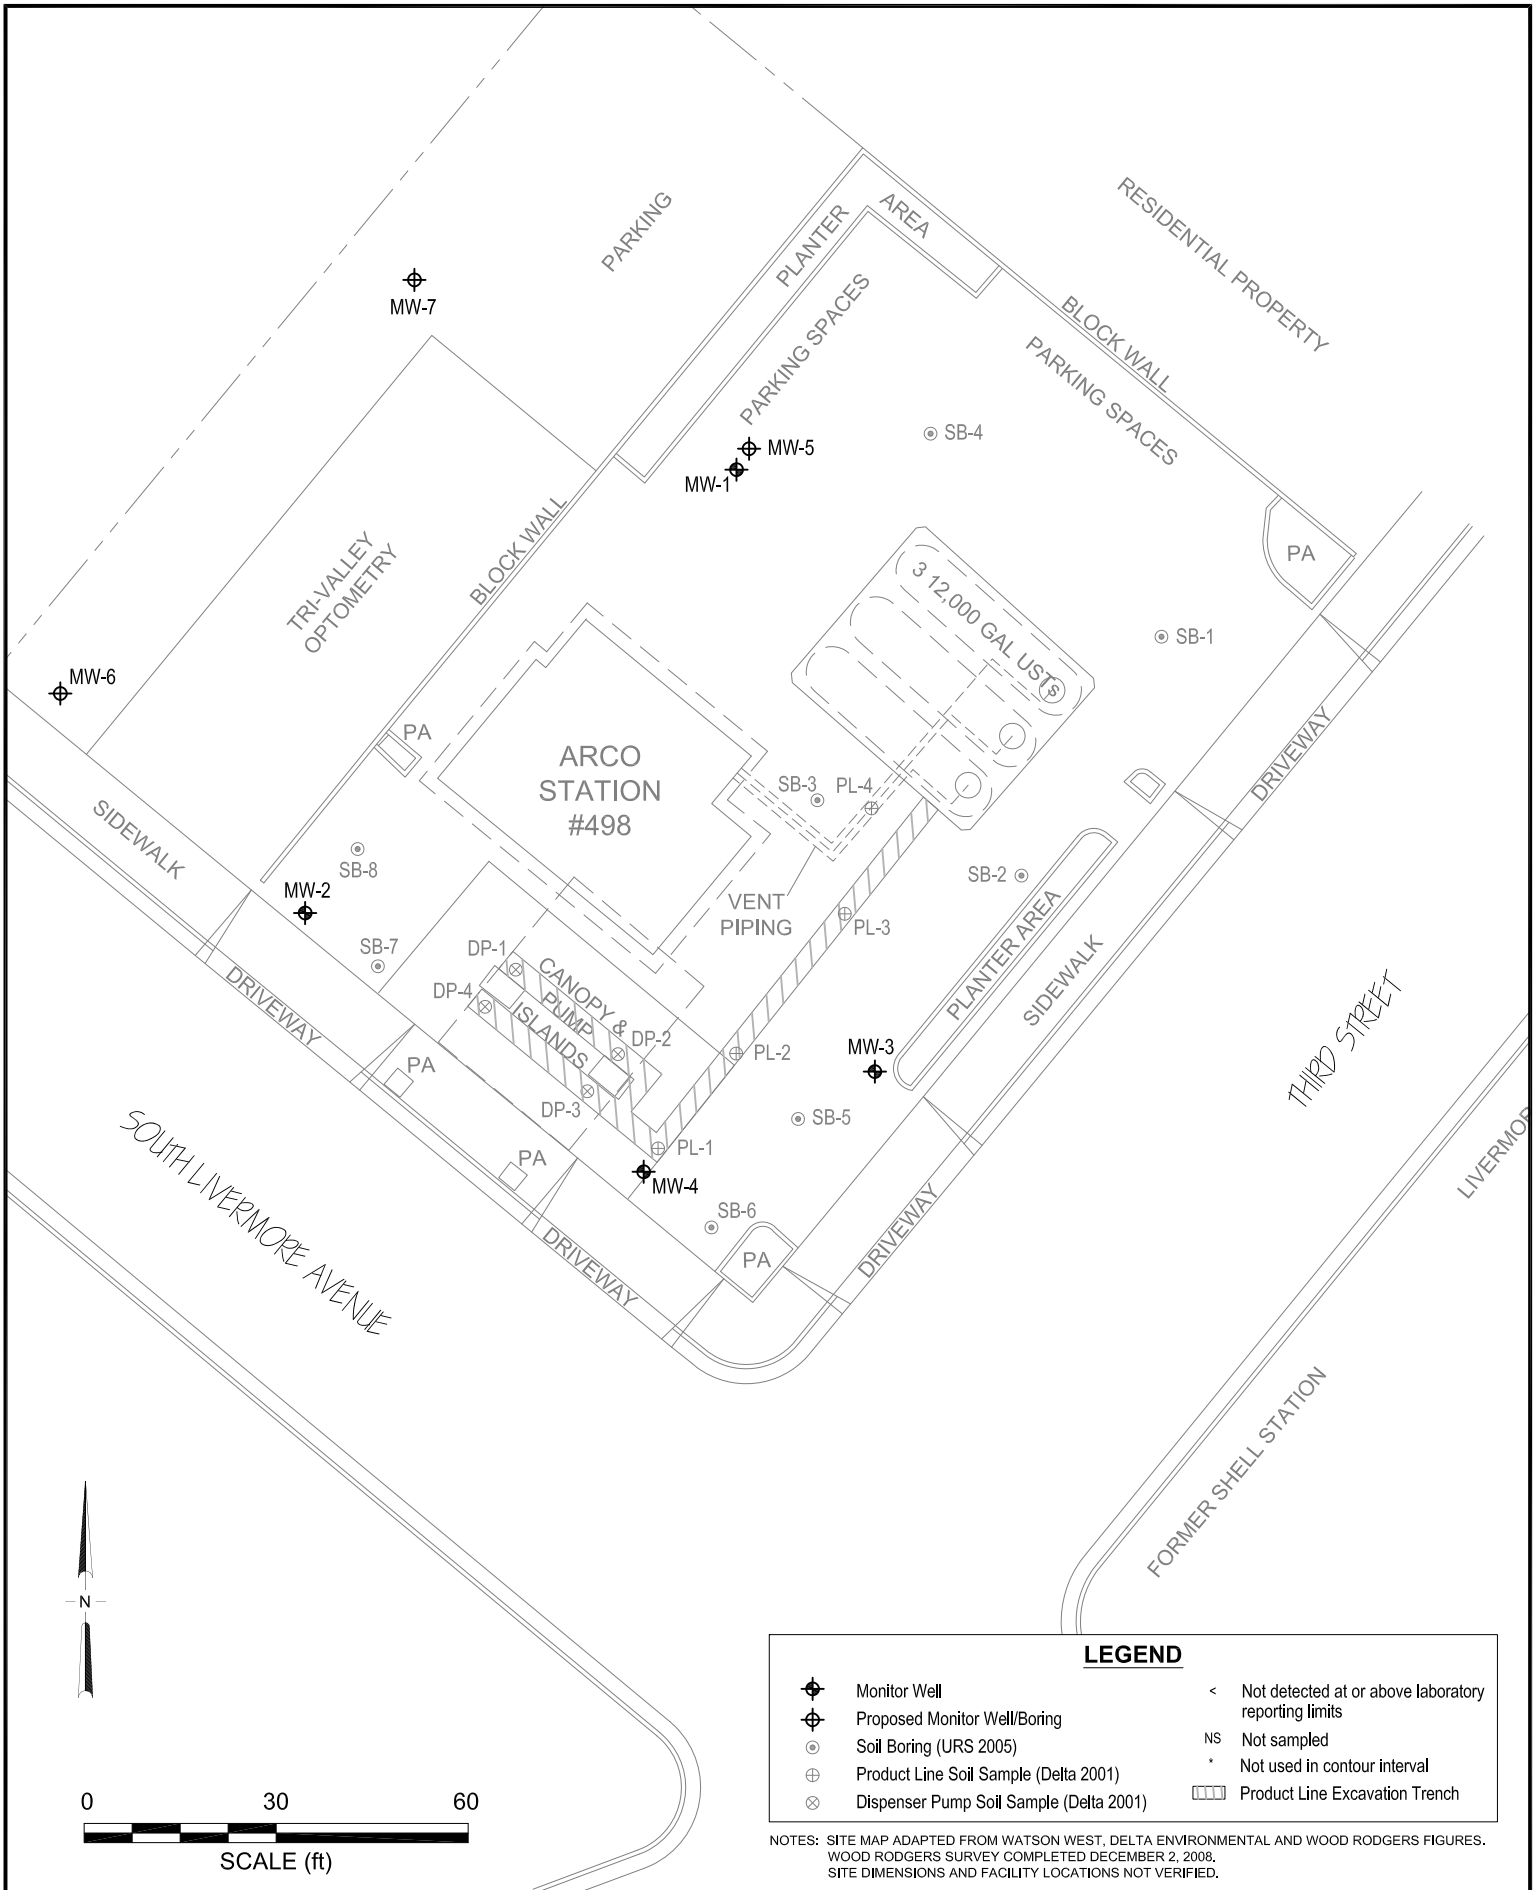 RESIDENTIAL PROPERTY
PARKING
PLANTER
AREA
MW-7
PARKING SPACES
BLOCK WALL
PARKING SPACES
SB-4
MW-5
MW-1
BLOCK WALL
TRI-VALLEY
OPTOMETRY
3 12,000 GAL USTs
PA
SB-1
MW-6
PA
ARCO
STATION
#498
SB-3
PL-4
DRIVEWAY
SIDEWALK
SB-8
MW-2
SB-2
VENT
PIPING
PL-3
PLANTER AREA
SIDEWALK
SB-7
DP-1
DP-4
CANOPY &
PUMP
ISLANDS
DP-2
DRIVEWAY
PL-2
MW-3
THIRD STREET
PA
DP-3
SB-5
LIVERMOR
SOUTH LIVERMORE AVENUE
PA
PL-1
MW-4
SB-6
DRIVEWAY
PA
DRIVEWAY
FORMER SHELL STATION
N
0 30 60
SCALE (ft)
LEGEND
Monitor Well
Proposed Monitor Well/Boring
Soil Boring (URS 2005)
Product Line Soil Sample (Delta 2001)
Dispenser Pump Soil Sample (Delta 2001)
< Not detected at or above laboratory
reporting limits
NS Not sampled
* Not used in contour interval
Product Line Excavation Trench
NOTES: SITE MAP ADAPTED FROM WATSON WEST, DELTA ENVIRONMENTAL AND WOOD RODGERS FIGURES.
WOOD RODGERS SURVEY COMPLETED DECEMBER 2, 2008.
SITE DIMENSIONS AND FACILITY LOCATIONS NOT VERIFIED.